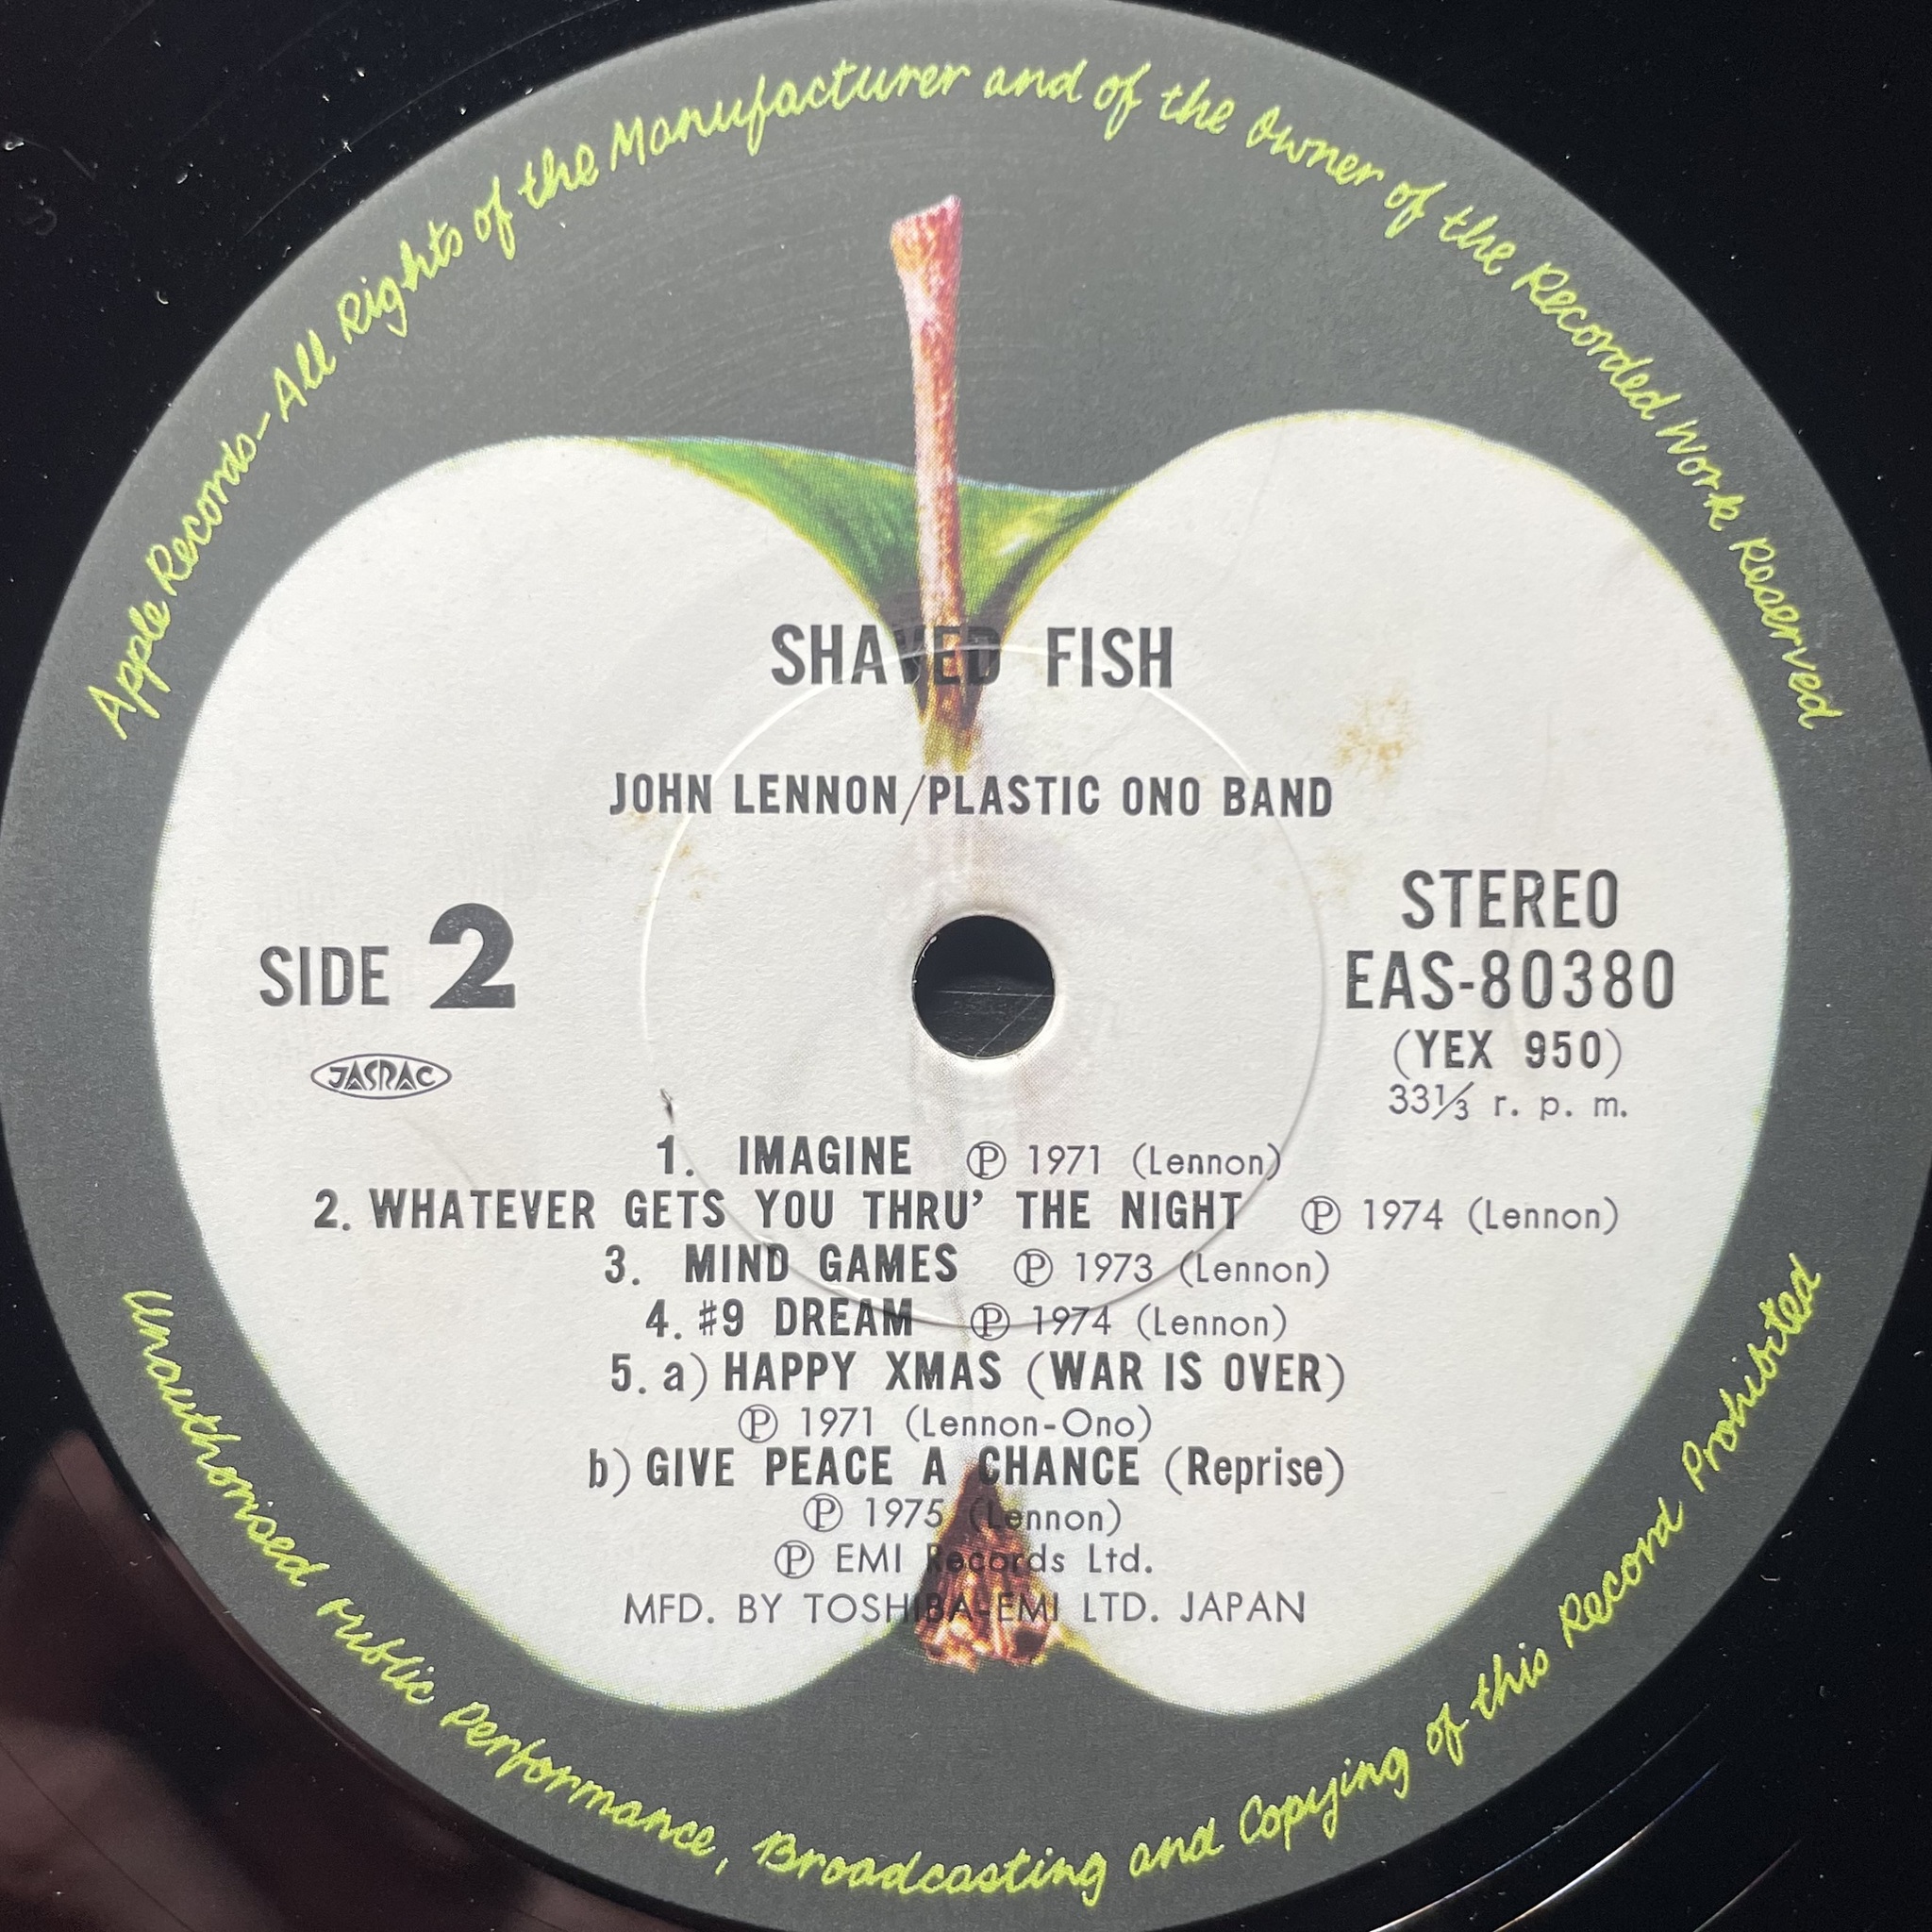 Apple Records-All Rights of the Manufacturer and of the Owner of the Recorded Work Reserved
SHAVED FISH
JOHN LENNON/PLASTIC ONO BAND
SIDE 2
JASRAC
STEREO
EAS-80380
(YEX 950)
33⅓ r. p. m.
1. IMAGINE ℗ 1971 (Lennon)
2. WHATEVER GETS YOU THRU' THE NIGHT ℗ 1974 (Lennon)
3. MIND GAMES ℗ 1973 (Lennon)
4. #9 DREAM ℗ 1974 (Lennon)
5. a) HAPPY XMAS (WAR IS OVER)
℗ 1971 (Lennon-Ono)
b) GIVE PEACE A CHANCE (Reprise)
℗ 1975 (Lennon)
℗ EMI Records Ltd.
MFD. BY TOSHIBA-EMI LTD. JAPAN
Unauthorised Public Performance, Broadcasting and Copying of this Record Prohibited